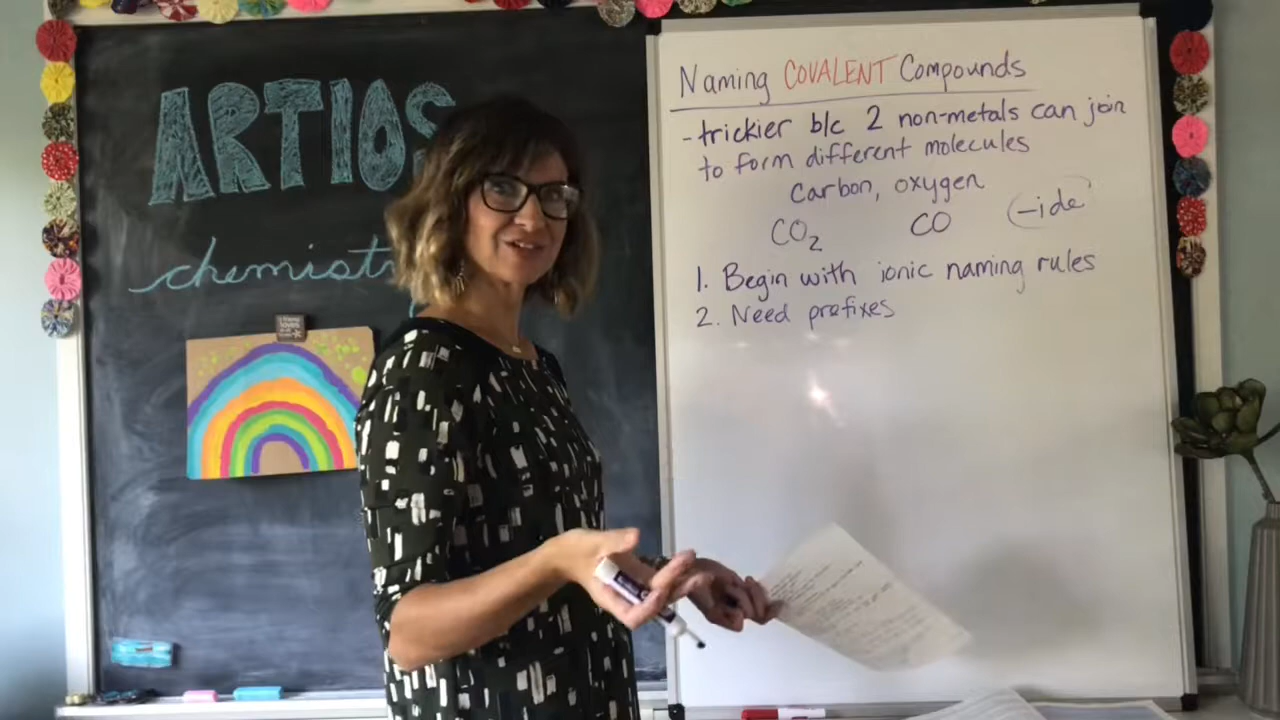 ARTIOS
chemistr
Naming COVALENT Compounds
- trickier b/c 2 non-metals can join
to form different molecules
Carbon, oxygen
CO₂ CO (-ide
1. Begin with ionic naming rules
2. Need prefixes